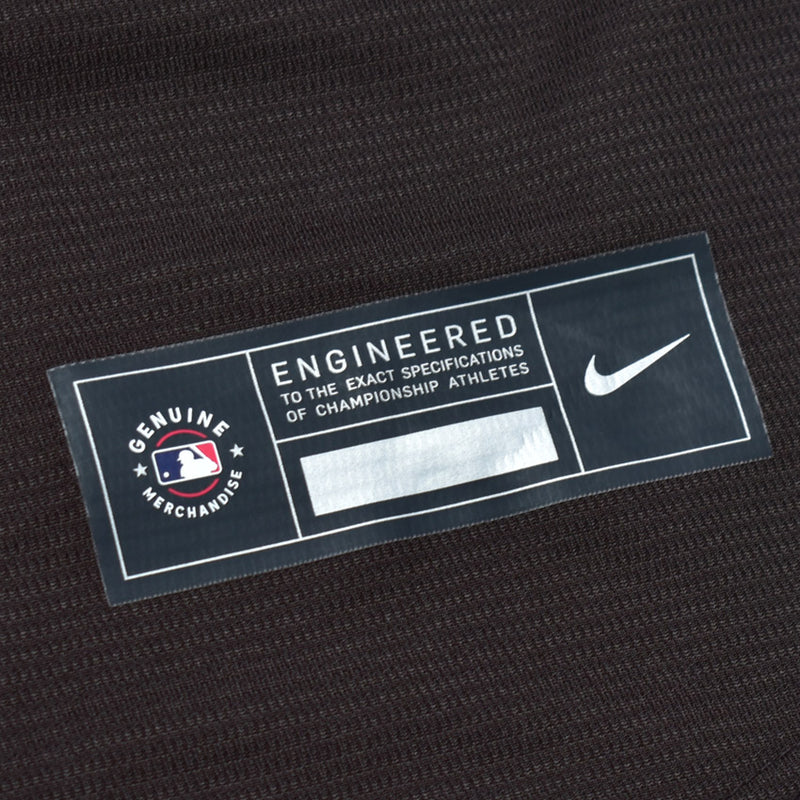 GENUINE
MERCHANDISE
ENGINEERED
TO THE EXACT SPECIFICATIONS
OF CHAMPIONSHIP ATHLETES